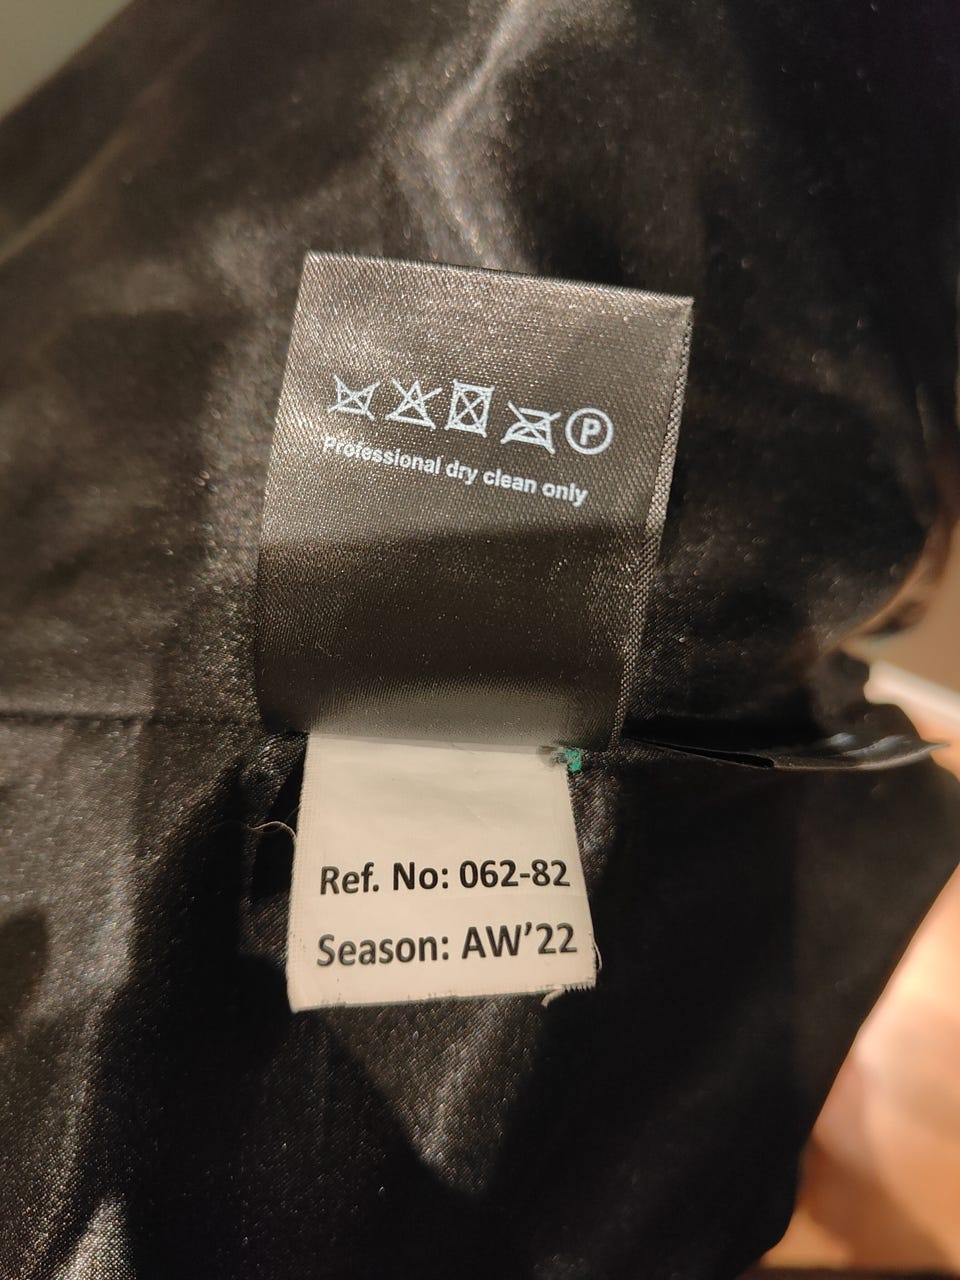 P
Professional dry clean only
Ref. No: 062-82
Season: AW'22